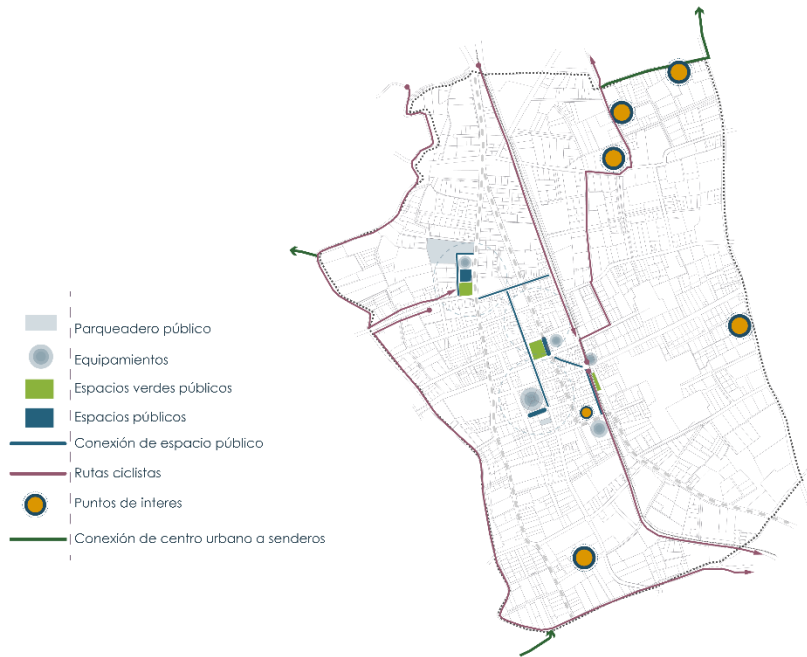 Parqueadero público
Equipamientos
Espacios verdes públicos
Espacios públicos
Conexión de espacio público
Rutas ciclistas
Puntos de ínteres
Conexión de centro urbano a senderos